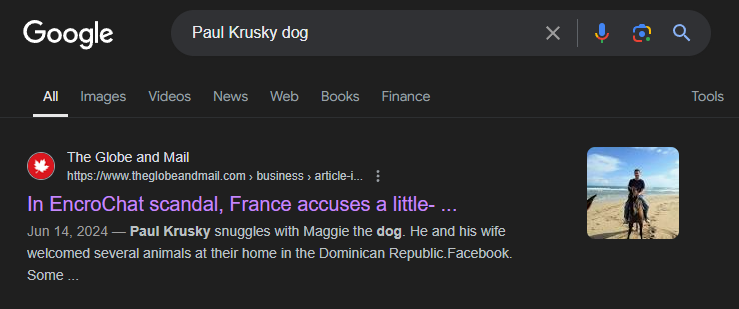 Google
Paul Krusky dog
All Images Videos News Web Books Finance Tools
The Globe and Mail
https://www.theglobeandmail.com › business › article-i...
In EncroChat scandal, France accuses a little- ...
Jun 14, 2024 — Paul Krusky snuggles with Maggie the dog. He and his wife
welcomed several animals at their home in the Dominican Republic.Facebook.
Some ...